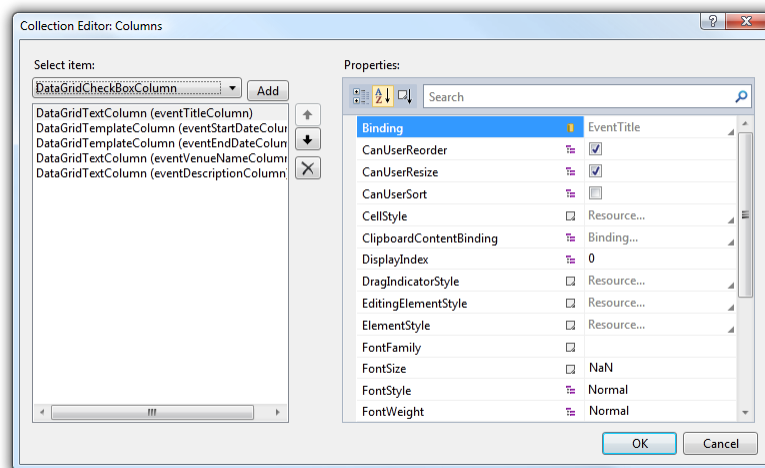 Collection Editor: Columns
Select item:
DataGridCheckBoxColumn
Add
DataGridTextColumn (eventTitleColumn)
DataGridTemplateColumn (eventStartDateColur
DataGridTemplateColumn (eventEndDateColum
DataGridTextColumn (eventVenueNameColumn
DataGridTextColumn (eventDescriptionColumn)
Properties:
Search
Binding EventTitle
CanUserReorder
CanUserResize
CanUserSort
CellStyle Resource...
ClipboardContentBinding Binding...
DisplayIndex 0
DragIndicatorStyle Resource...
EditingElementStyle Resource...
ElementStyle Resource...
FontFamily
FontSize NaN
FontStyle Normal
FontWeight Normal
OK Cancel